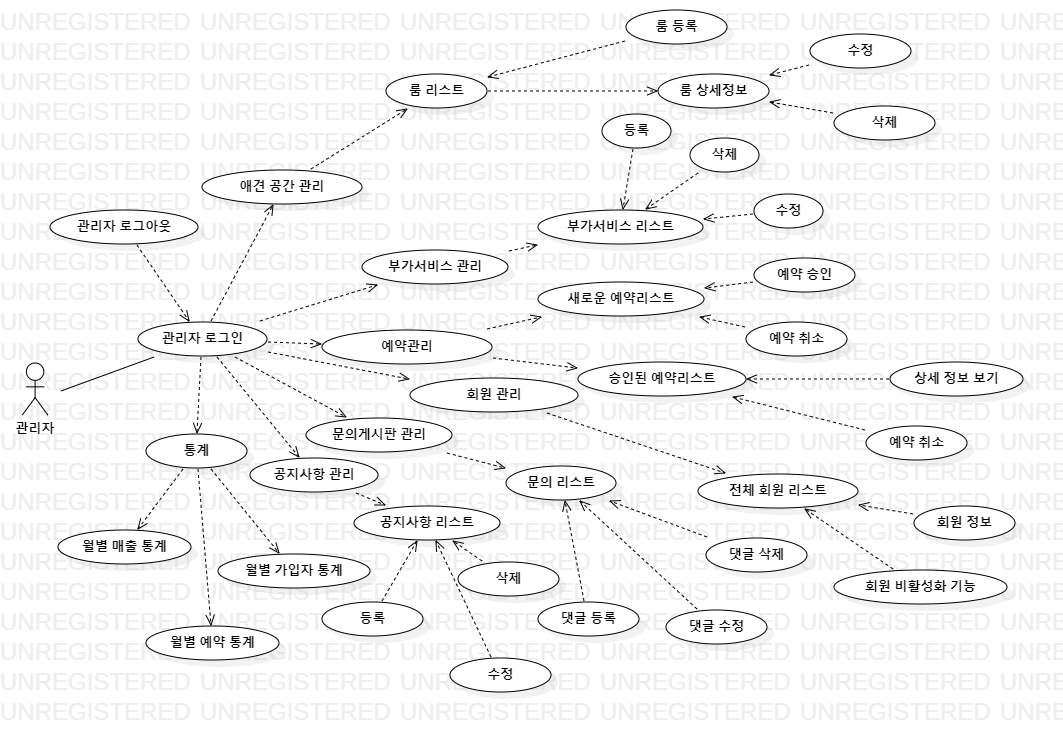 UNREGISTERED UNREGISTERED UNREGISTERED UNREGISTERED UNREGISTERED
룸 등록
수정
룸 리스트
룸 상세정보
삭제
등록
삭제
애견 공간 관리
수정
관리자 로그아웃
부가서비스 리스트
부가서비스 관리
예약 승인
새로운 예약리스트
관리자 로그인
예약관리
예약 취소
관리자
회원 관리
승인된 예약리스트
상세 정보 보기
문의게시판 관리
예약 취소
통계
공지사항 관리
문의 리스트
전체 회원 리스트
공지사항 리스트
회원 정보
월별 매출 통계
월별 가입자 통계
삭제
댓글 삭제
회원 비활성화 기능
등록
댓글 등록
댓글 수정
월별 예약 통계
수정